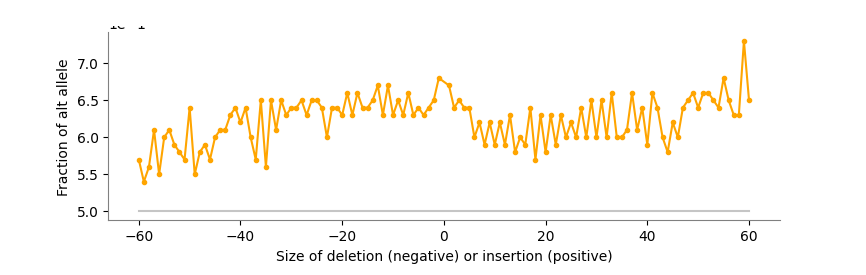 7.0
6.5
6.0
5.5
5.0
Fraction of alt allele
−60 −40 −20 0 20 40 60
Size of deletion (negative) or insertion (positive)